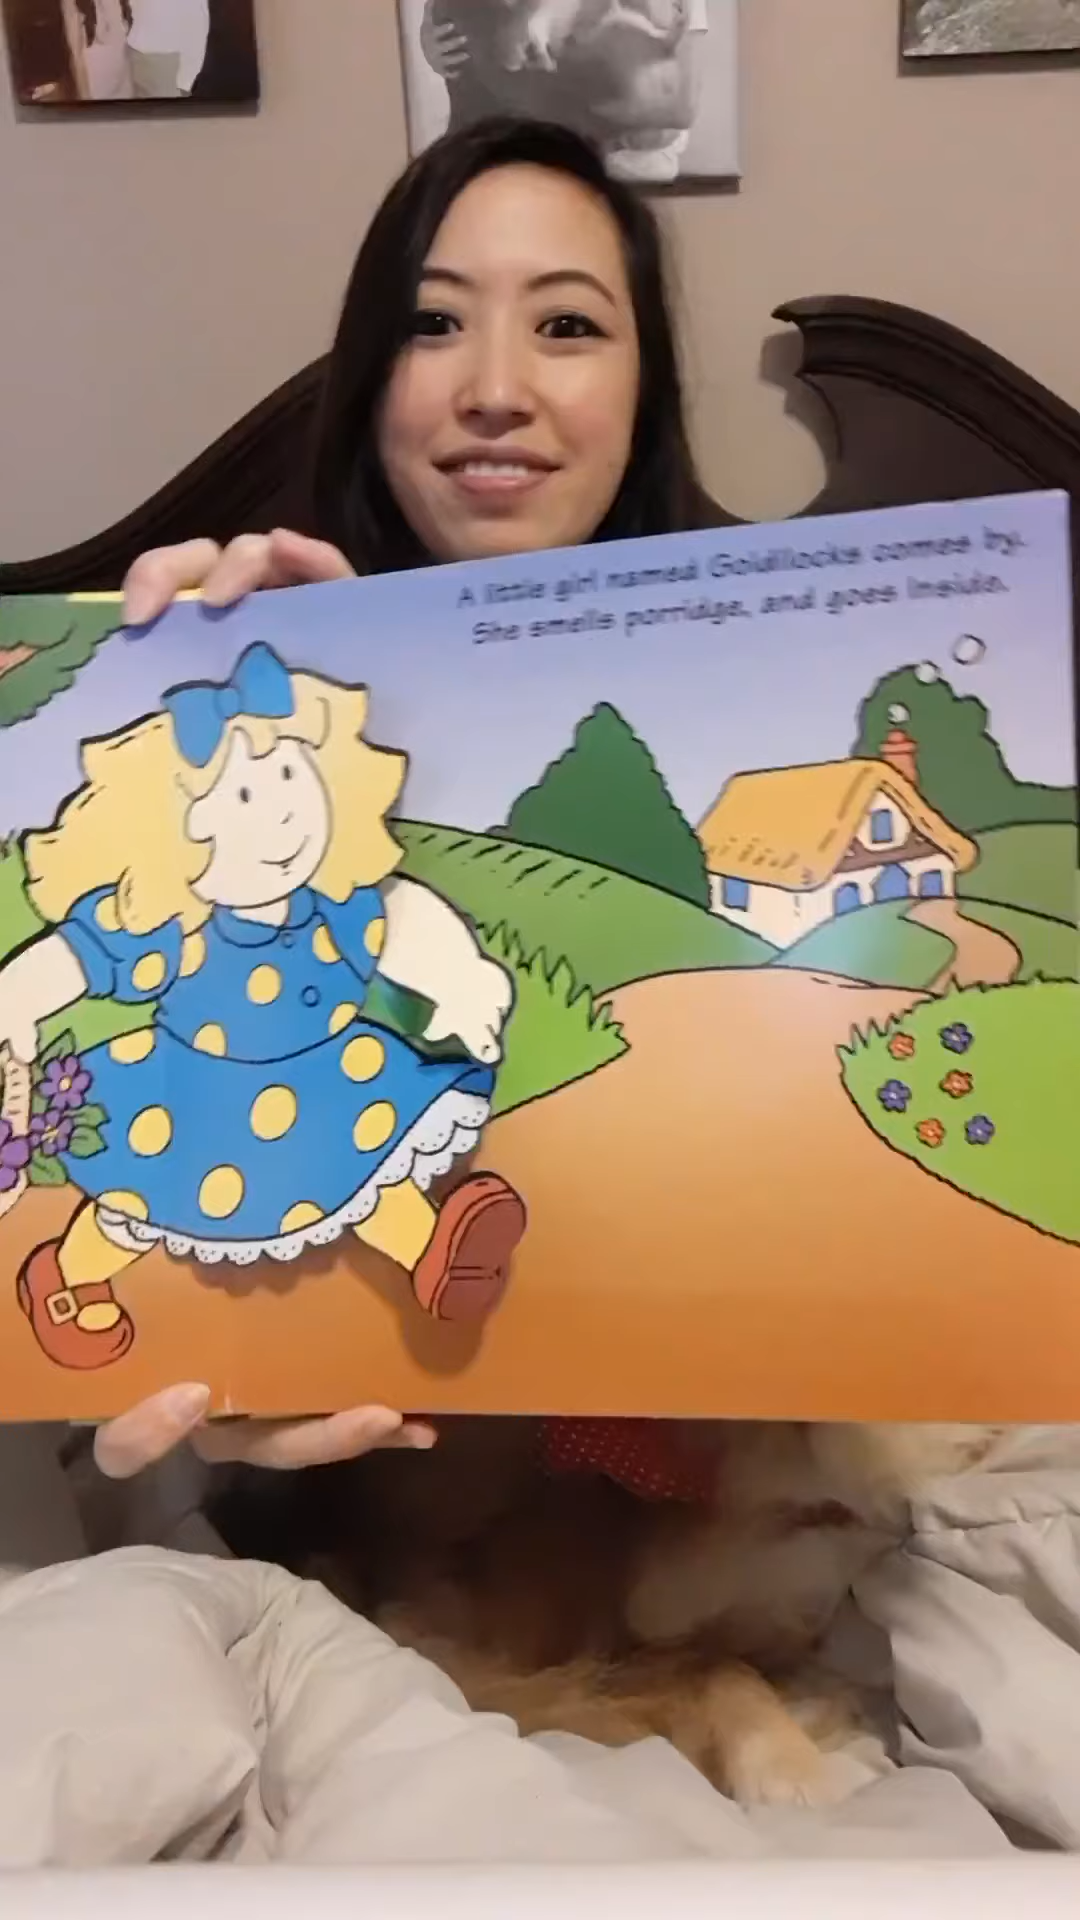 A little girl named Goldilocks comes by.
She smells porridge, and goes inside.